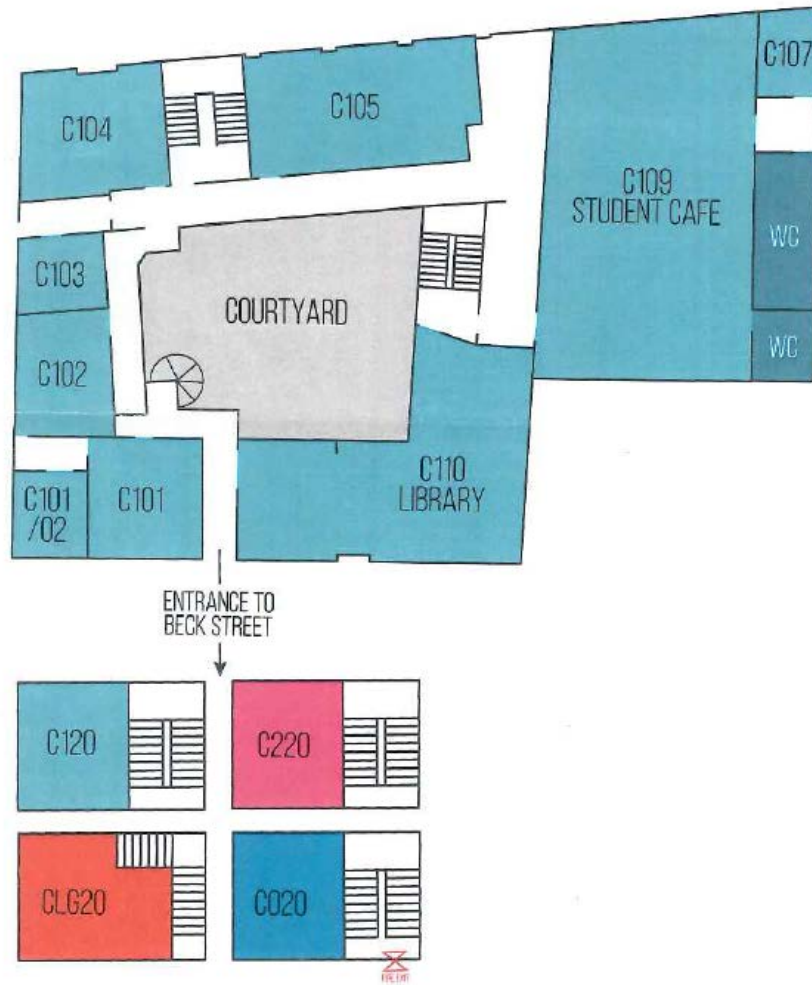 C107
C104
C105
C109
STUDENT CAFE
WC
C103
COURTYARD
C102
WC
C110
LIBRARY
C101
/02
C101
ENTRANCE TO
BECK STREET
C120
C220
CLG20
C020